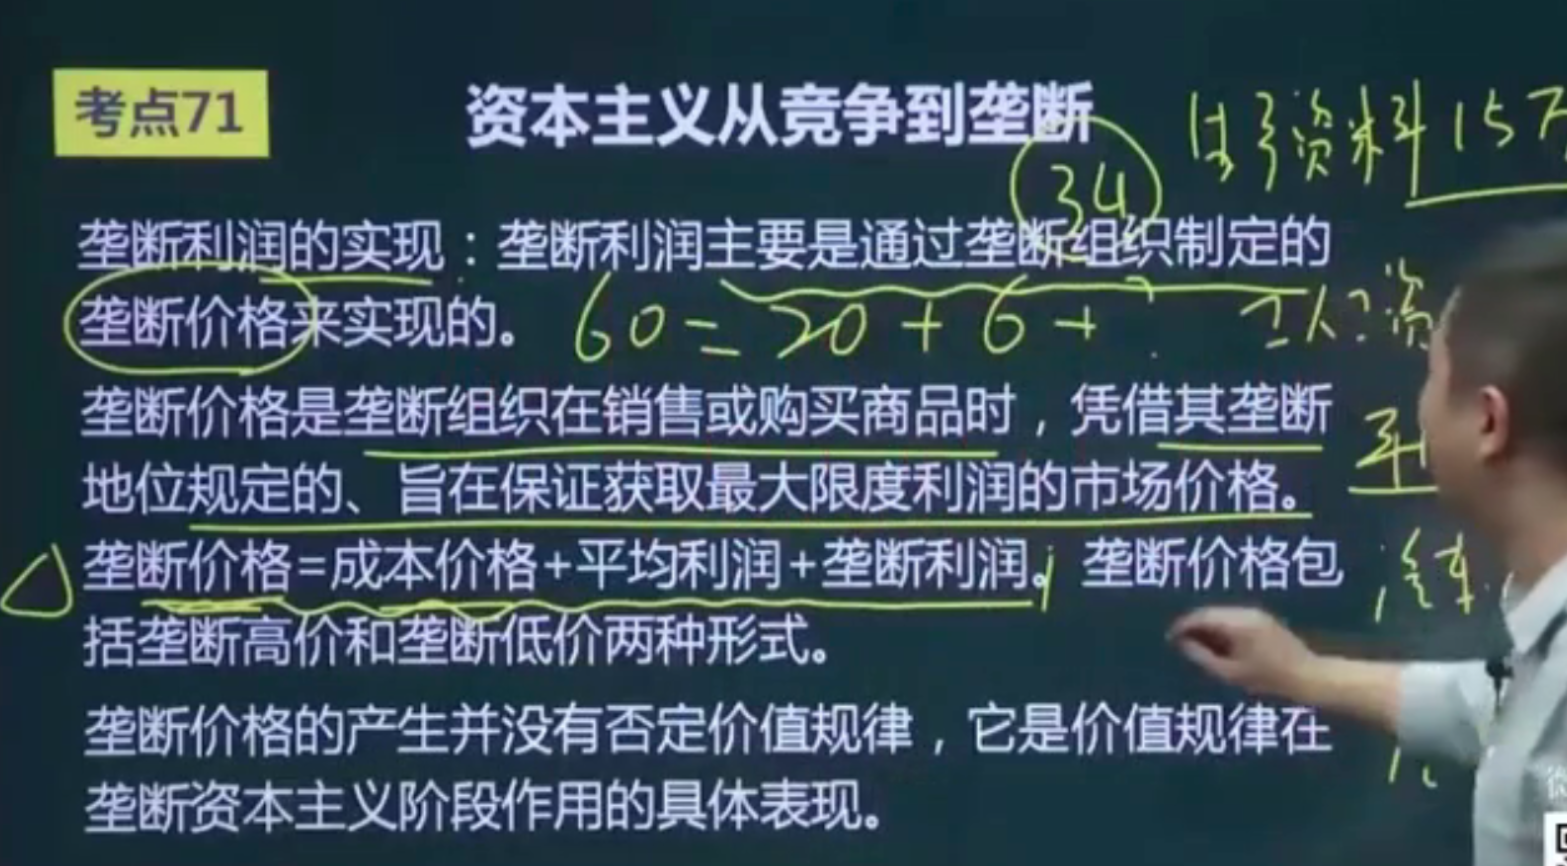 考点71
资本主义从竞争到垄断
34
生产资料 15万
垄断利润的实现：垄断利润主要是通过垄断组织制定的
垄断价格来实现的。
60=20+6+
工人
垄断价格是垄断组织在销售或购买商品时，凭借其垄断
地位规定的、旨在保证获取最大限度利润的市场价格。
垄断价格=成本价格+平均利润+垄断利润。垄断价格包
括垄断高价和垄断低价两种形式。
垄断价格的产生并没有否定价值规律，它是价值规律在
垄断资本主义阶段作用的具体表现。